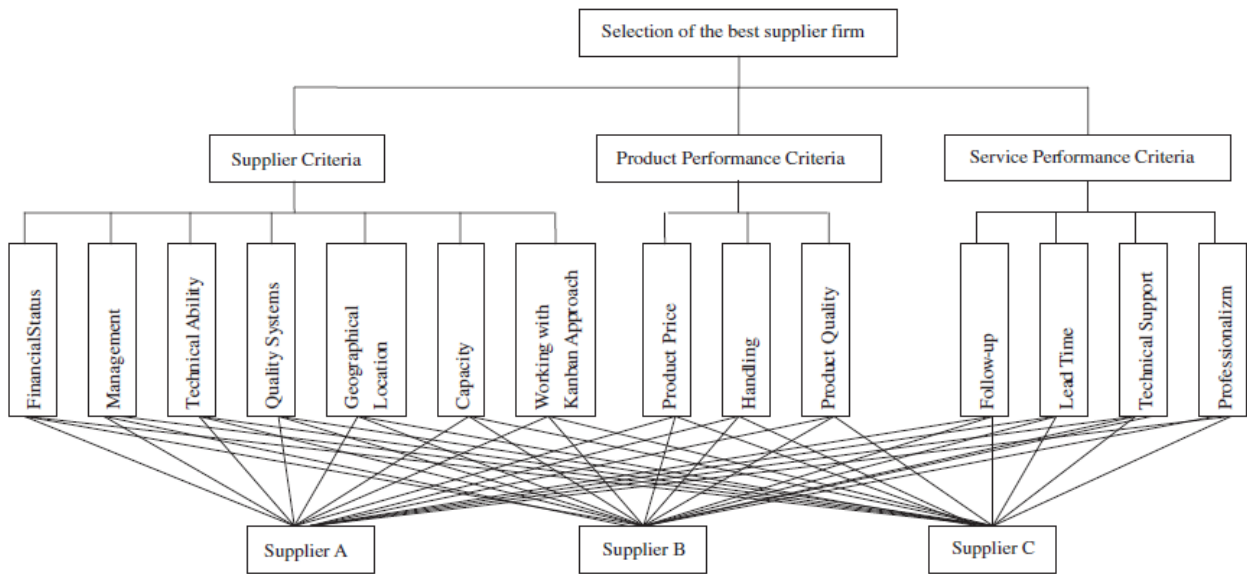 Selection of the best supplier firm
Supplier Criteria
Product Performance Criteria
Service Performance Criteria
FinancialStatus
Management
Technical Ability
Quality Systems
Geographical
Location
Capacity
Working with
Kanban Approach
Product Price
Handling
Product Quality
Follow-up
Lead Time
Technical Support
Professionalizm
Supplier A
Supplier B
Supplier C